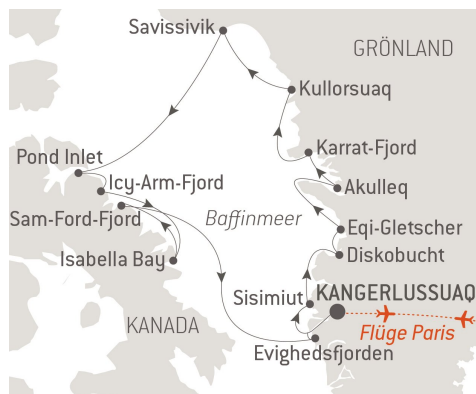 Savissivik
GRÖNLAND
Kullorsuaq
Karrat-Fjord
Pond Inlet
Icy-Arm-Fjord
Akulleq
Sam-Ford-Fjord
Baffinmeer
Eqi-Gletscher
Diskobucht
Isabella Bay
Sisimiut
KANGERLUSSUAQ
KANADA
Flüge Paris
Evighedsfjorden